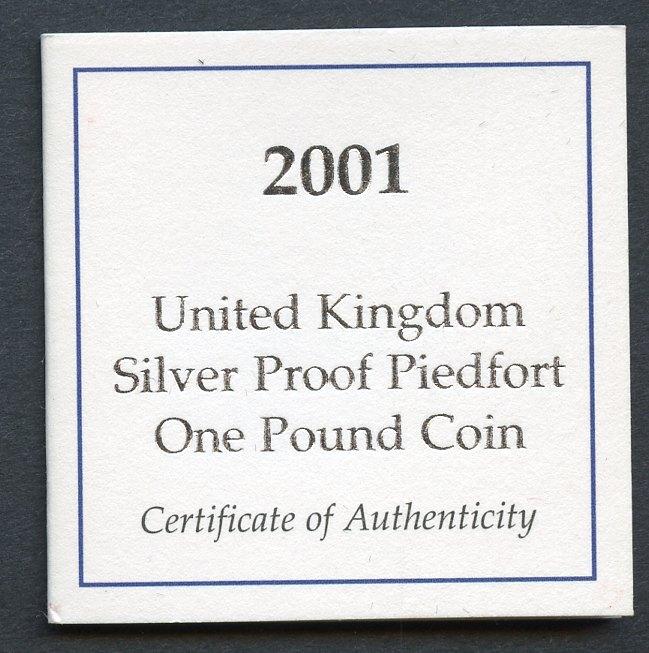 2001
United Kingdom
Silver Proof Piedfort
One Pound Coin
Certificate of Authenticity